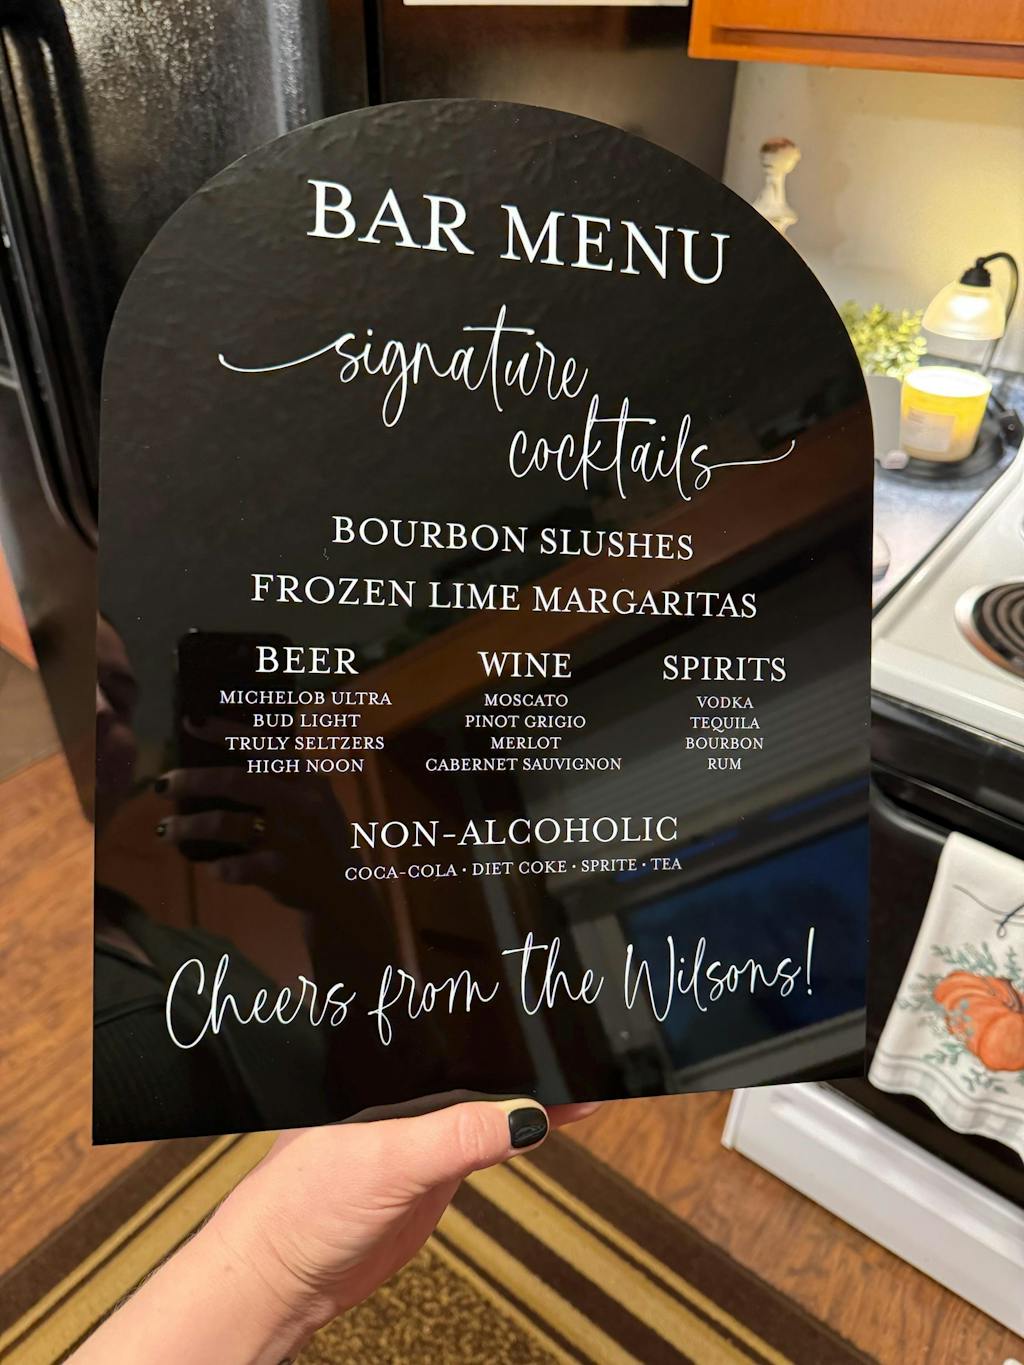 BAR MENU
signature
cocktails
BOURBON SLUSHES
FROZEN LIME MARGARITAS
BEER
MICHELOB ULTRA
BUD LIGHT
TRULY SELTZERS
HIGH NOON
WINE
MOSCATO
PINOT GRIGIO
MERLOT
CABERNET SAUVIGNON
SPIRITS
VODKA
TEQUILA
BOURBON
RUM
NON-ALCOHOLIC
COCA-COLA · DIET COKE · SPRITE · TEA
Cheers from the Wilsons!